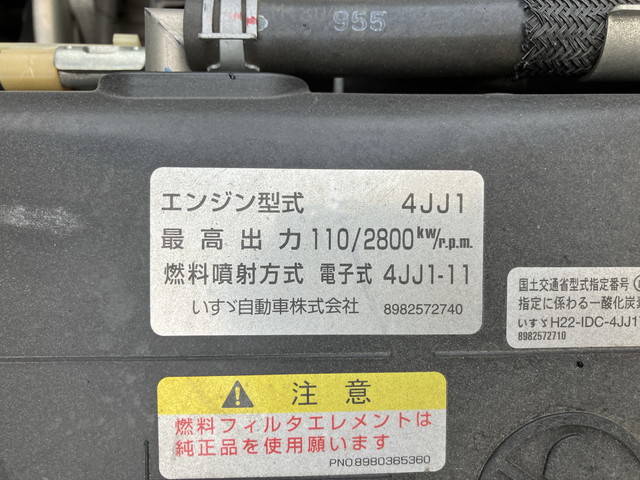 955
エンジン型式 4JJ1
最高出力 110/2800 kW/r.p.m.
燃料噴射方式 電子式 4JJ1-11
いすゞ自動車株式会社 8982572740
国土交通省型式指定番号
指定に係わる一酸化炭
いすゞH22-IDC-4JJ1
8982572710
注意
燃料フィルタエレメントは
純正品を使用願います
PNO8980365360